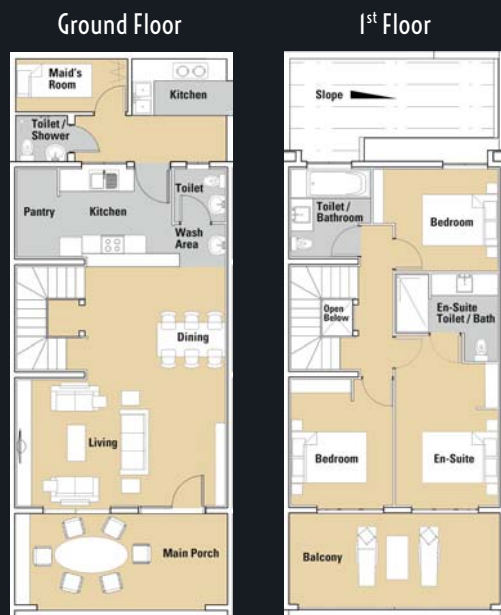 Ground Floor
Maid's
Room
Kitchen
Toilet /
Shower
Pantry
Kitchen
Toilet
Wash
Area
Dining
Living
Main Porch
1st Floor
Slope
Toilet /
Bathroom
Bedroom
Open
Below
En-Suite
Toilet / Bath
Bedroom
En-Suite
Balcony